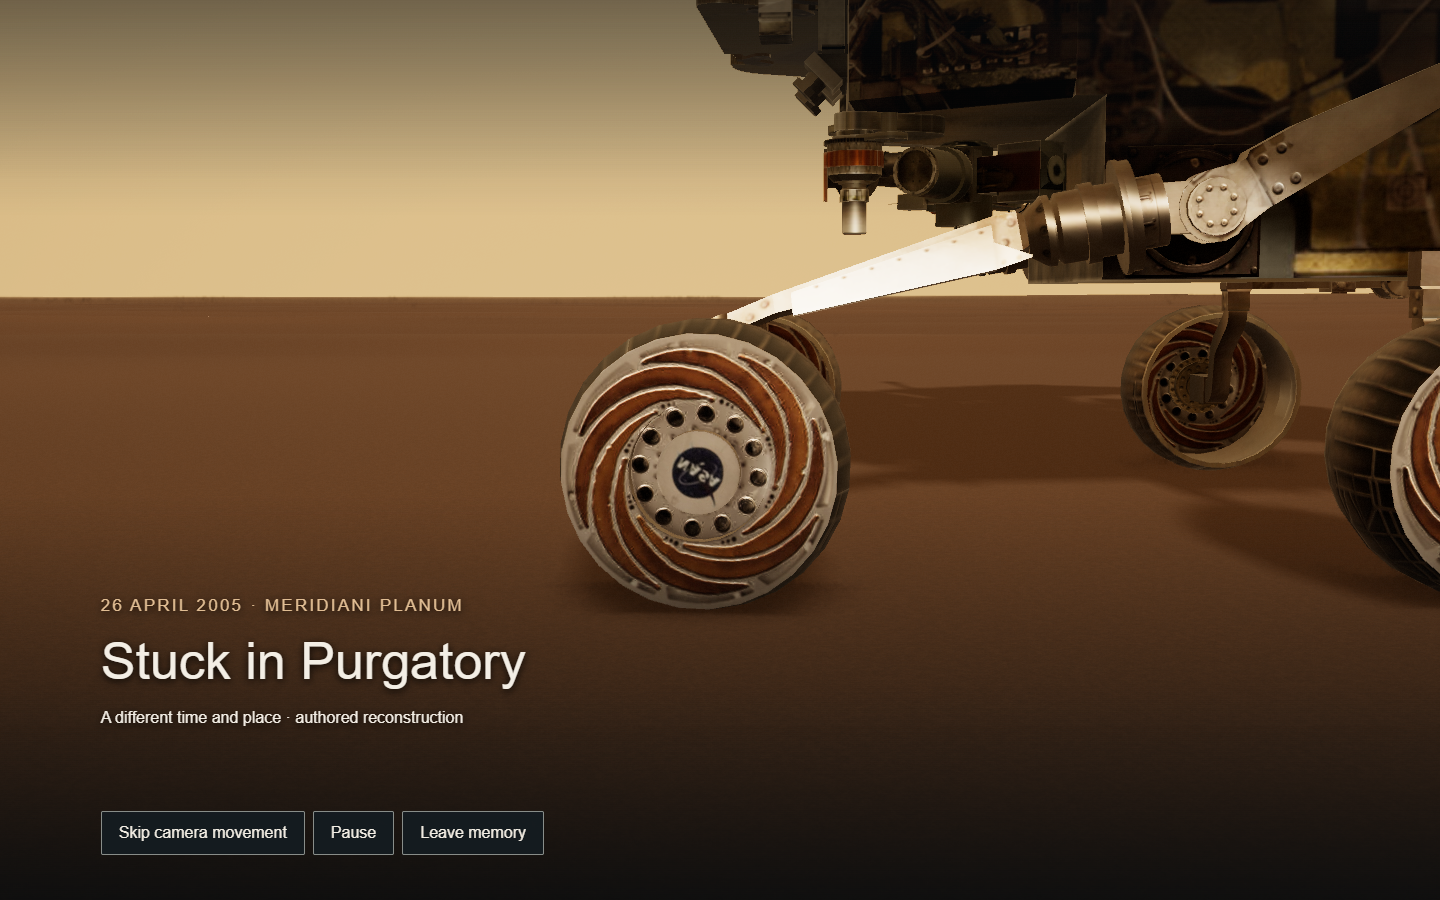 NASA
26 APRIL 2005 · MERIDIANI PLANUM
Stuck in Purgatory
A different time and place · authored reconstruction
Skip camera movement
Pause
Leave memory